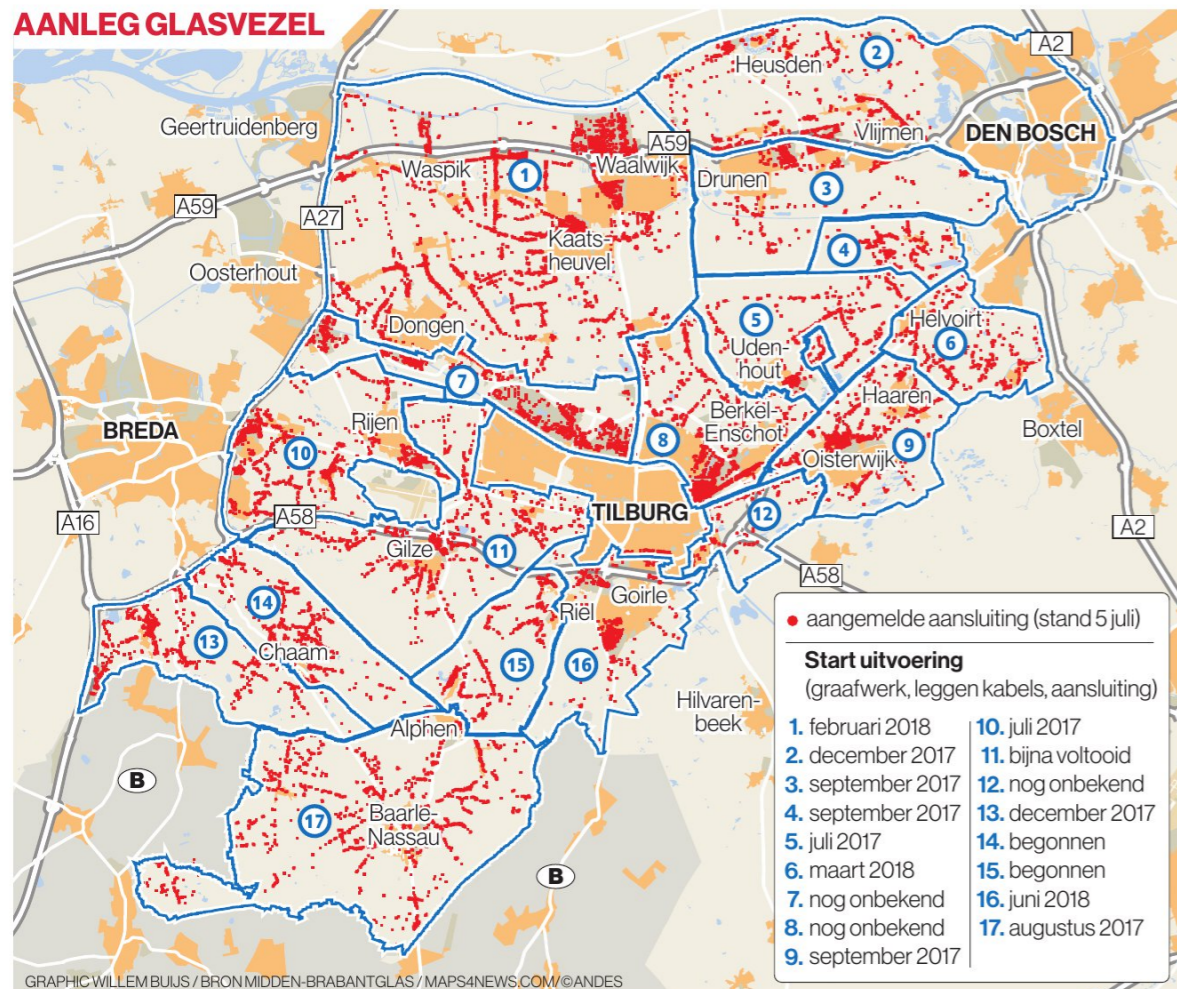 AANLEG GLASVEZEL
A2
2
Heusden
Geertruidenberg
Vlijmen
DEN BOSCH
A59
Waspik
1
Waalwijk
Drunen
3
A59
A27
Kaats-
heuvel
4
Oosterhout
5
Uden-
hout
Helvoirt
6
Dongen
7
Haaren
Rijen
Berkel-
Enschot
8
BREDA
Boxtel
10
Oisterwijk
9
12
TILBURG
A16
A58
A2
Gilze
11
A58
Goirle
Riel
14
13
Chaam
15
16
Hilvaren-
beek
Alphen
B
17
Baarle-
Nassau
B
aangemelde aansluiting (stand 5 juli)
Start uitvoering
(graafwerk, leggen kabels, aansluiting)
1. februari 2018
2. december 2017
3. september 2017
4. september 2017
5. juli 2017
6. maart 2018
7. nog onbekend
8. nog onbekend
9. september 2017
10. juli 2017
11. bijna voltooid
12. nog onbekend
13. december 2017
14. begonnen
15. begonnen
16. juni 2018
17. augustus 2017
GRAPHIC WILLEM BUIJS / BRON MIDDEN-BRABANTGLAS / MAPS4NEWS.COM/©ANDES